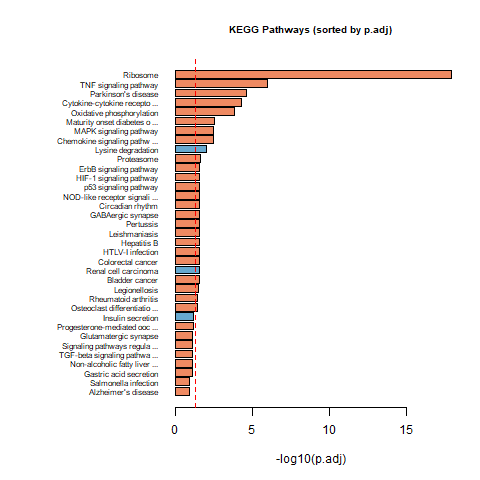 KEGG Pathways (sorted by p.adj)
Ribosome
TNF signaling pathway
Parkinson's disease
Cytokine-cytokine recepto ...
Oxidative phosphorylation
Maturity onset diabetes o ...
MAPK signaling pathway
Chemokine signaling pathw ...
Lysine degradation
Proteasome
ErbB signaling pathway
HIF-1 signaling pathway
p53 signaling pathway
NOD-like receptor signali ...
Circadian rhythm
GABAergic synapse
Pertussis
Leishmaniasis
Hepatitis B
HTLV-I infection
Colorectal cancer
Renal cell carcinoma
Bladder cancer
Legionellosis
Rheumatoid arthritis
Osteoclast differentiatio ...
Insulin secretion
Progesterone-mediated ooc ...
Glutamatergic synapse
Signaling pathways regula ...
TGF-beta signaling pathwa ...
Non-alcoholic fatty liver ...
Gastric acid secretion
Salmonella infection
Alzheimer's disease
0 5 10 15
-log10(p.adj)